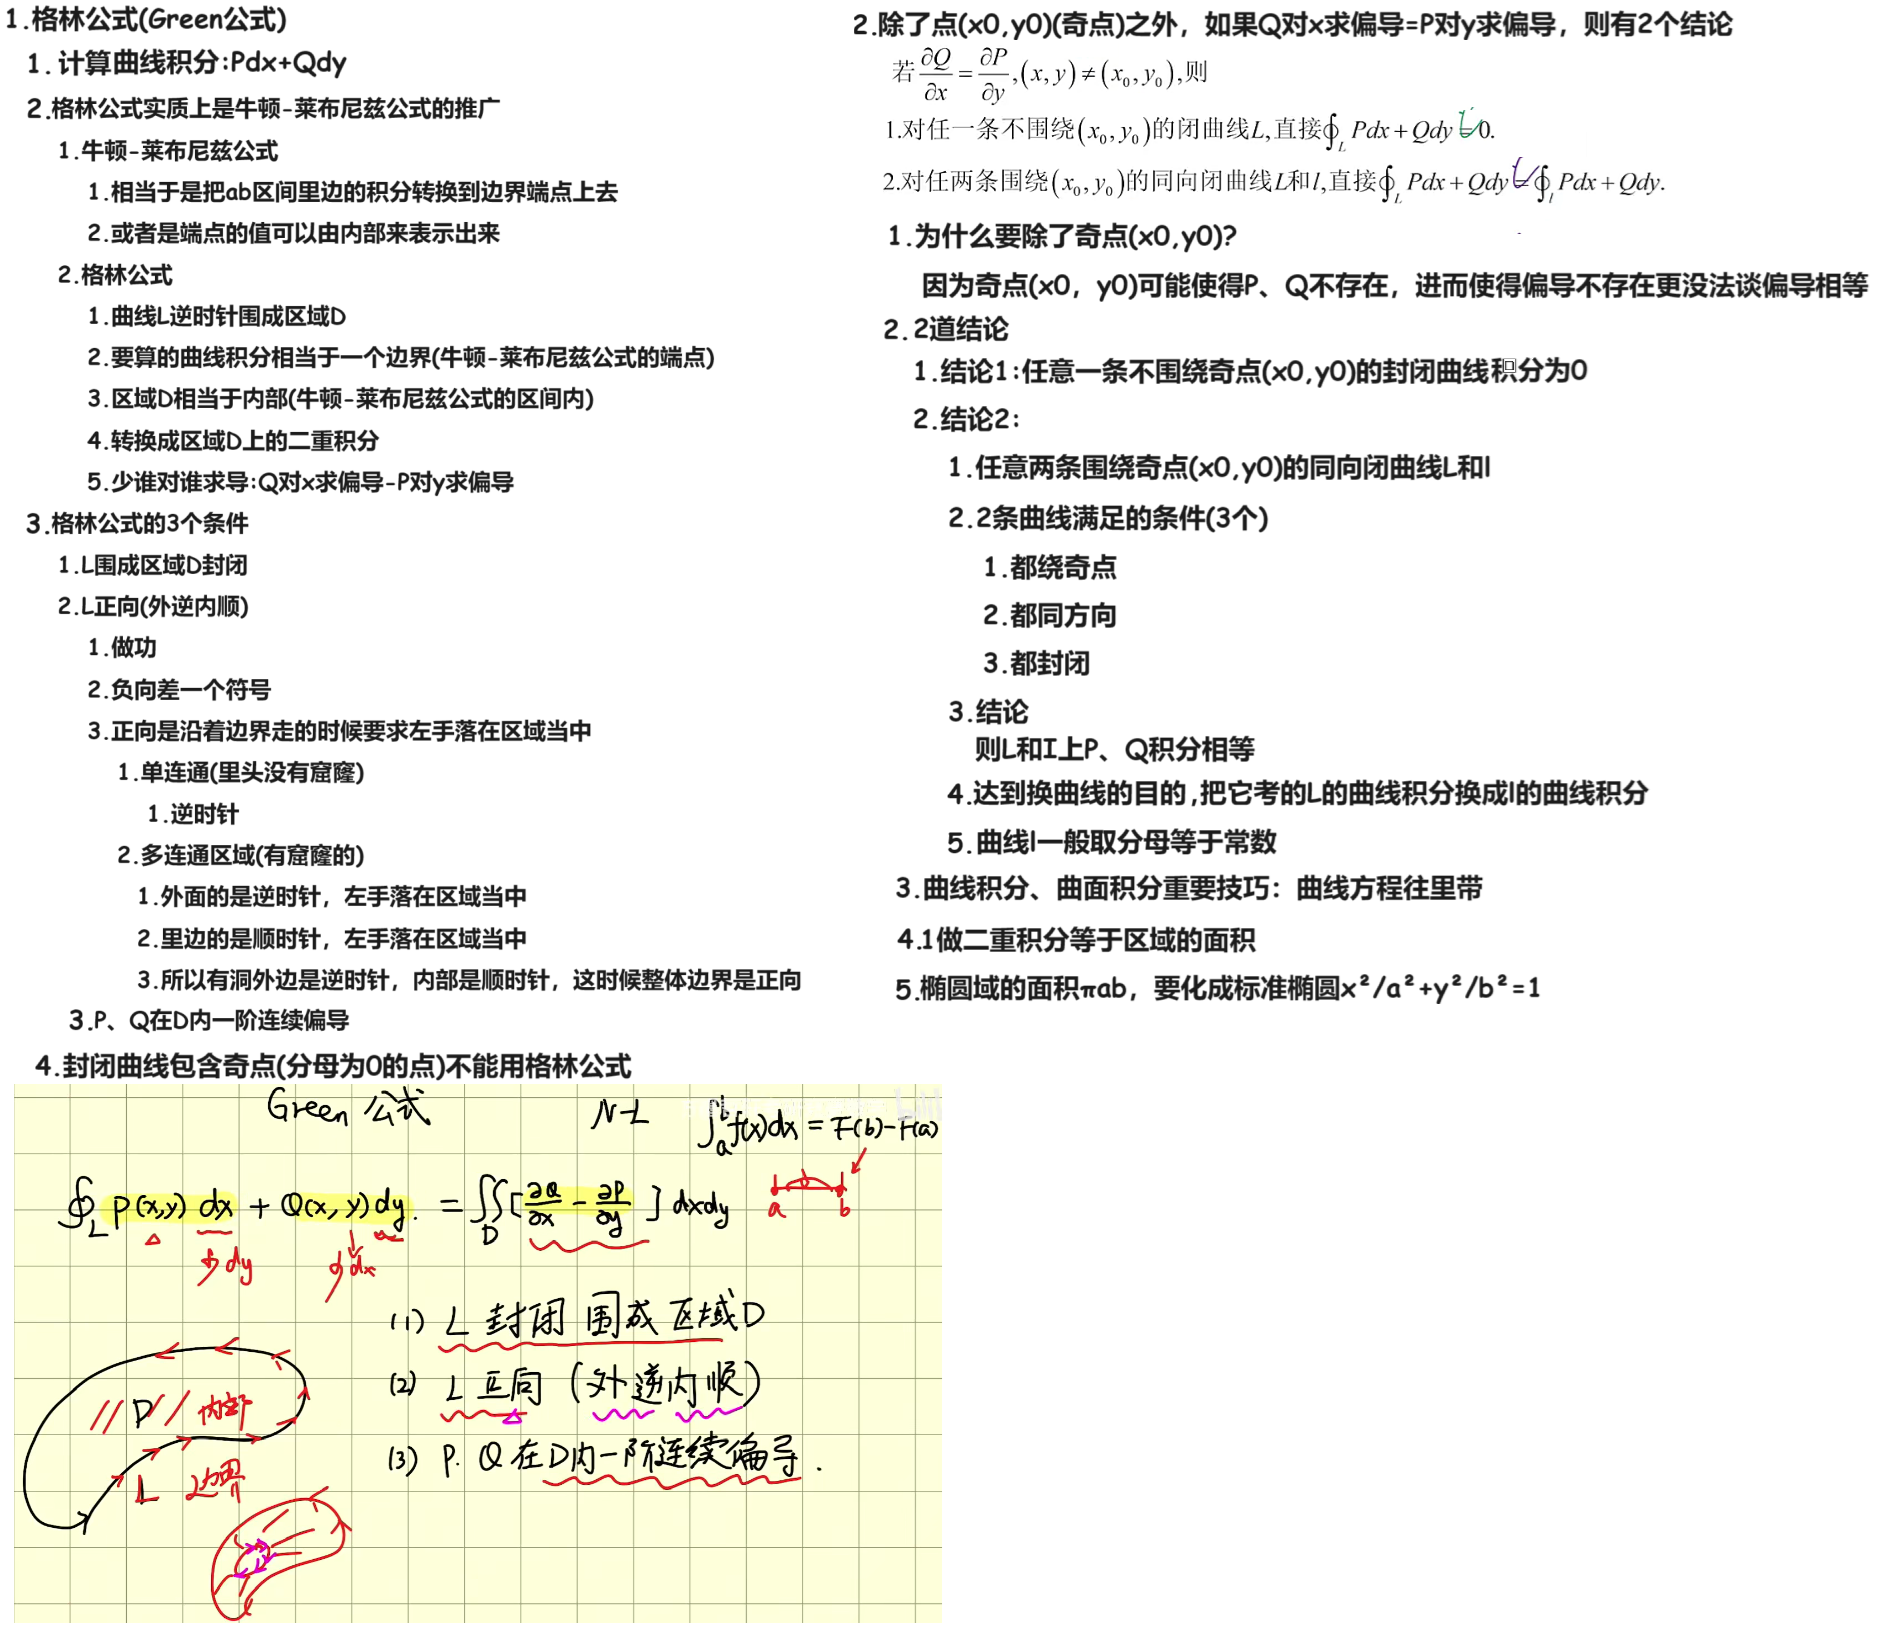 1.格林公式(Green公式)
1. 计算曲线积分:Pdx+Qdy
2.格林公式实质上是牛顿-莱布尼兹公式的推广
1.牛顿-莱布尼兹公式
1.相当于是把ab区间里边的积分转换到边界端点上去
2.或者是端点的值可以由内部来表示出来
2.格林公式
1.曲线L逆时针围成区域D
2.要算的曲线积分相当于一个边界(牛顿-莱布尼兹公式的端点)
3.区域D相当于内部(牛顿-莱布尼兹公式的区间内)
4.转换成区域D上的二重积分
5.少谁对谁求导:Q对x求偏导-P对y求偏导
3.格林公式的3个条件
1.L围成区域D封闭
2.L正向(外逆内顺)
1.做功
2.负向差一个符号
3.正向是沿着边界走的时候要求左手落在区域当中
1.单连通(里头没有窟窿)
1.逆时针
2.多连通区域(有窟窿的)
1.外面的是逆时针，左手落在区域当中
2.里边的是顺时针，左手落在区域当中
3.所以有洞外边是逆时针，内部是顺时针，这时候整体边界是正向
3.P、Q在D内一阶连续偏导
4.封闭曲线包含奇点(分母为0的点)不能用格林公式
Green 公式 N-L ∫_a^b f(x)dx = F(b)-F(a)
∮_L P(x,y) dx + Q(x,y) dy. = ∬_D [∂Q/∂x - ∂P/∂y] dxdy
a b
dy dx
(1) L 封闭 围成 区域D
(2) L 正向 (外逆内顺)
D 内部
(3) P. Q 在D内一阶连续偏导.
L 边界
2.除了点(x0,y0)(奇点)之外，如果Q对x求偏导=P对y求偏导，则有2个结论
若∂Q/∂x = ∂P/∂y,(x,y)≠(x₀,y₀),则
1.对任一条不围绕(x₀,y₀)的闭曲线L,直接∮_L Pdx+Qdy=0.
2.对任两条围绕(x₀,y₀)的同向闭曲线L和l,直接∮_L Pdx+Qdy=∮_l Pdx+Qdy.
1.为什么要除了奇点(x0,y0)?
因为奇点(x0，y0)可能使得P、Q不存在，进而使得偏导不存在更没法谈偏导相等
2.2道结论
1.结论1:任意一条不围绕奇点(x0,y0)的封闭曲线积分为0
2.结论2:
1.任意两条围绕奇点(x0,y0)的同向闭曲线L和l
2.2条曲线满足的条件(3个)
1.都绕奇点
2.都同方向
3.都封闭
3.结论
则L和I上P、Q积分相等
4.达到换曲线的目的,把它考的L的曲线积分换成l的曲线积分
5.曲线l一般取分母等于常数
3.曲线积分、曲面积分重要技巧：曲线方程往里带
4.1做二重积分等于区域的面积
5.椭圆域的面积πab，要化成标准椭圆x²/a²+y²/b²=1